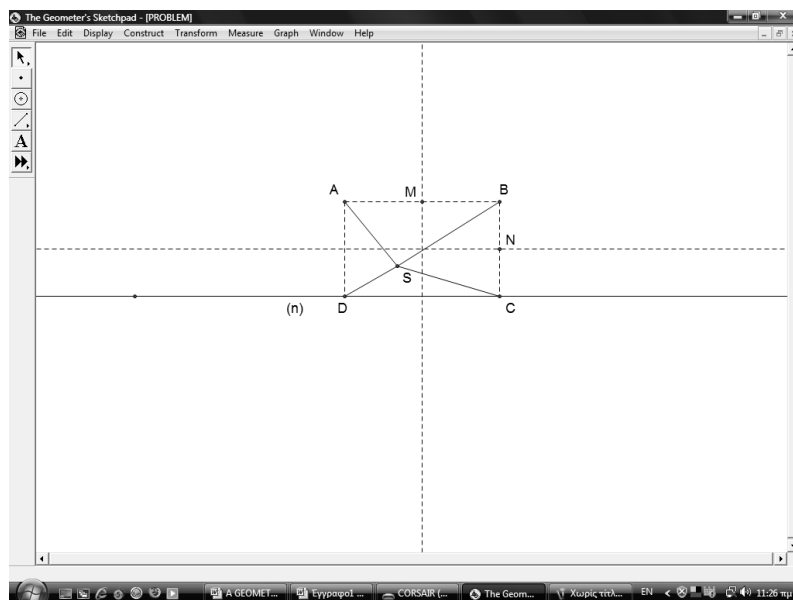 The Geometer's Sketchpad - [PROBLEM]
File Edit Display Construct Transform Measure Graph Window Help
A
A M B
N
S
(n) D C
A GEOMET... Εγγραφο1 ... CORSAIR (... The Geom... Χωρίς τίτλ... EN 11:26 πμ